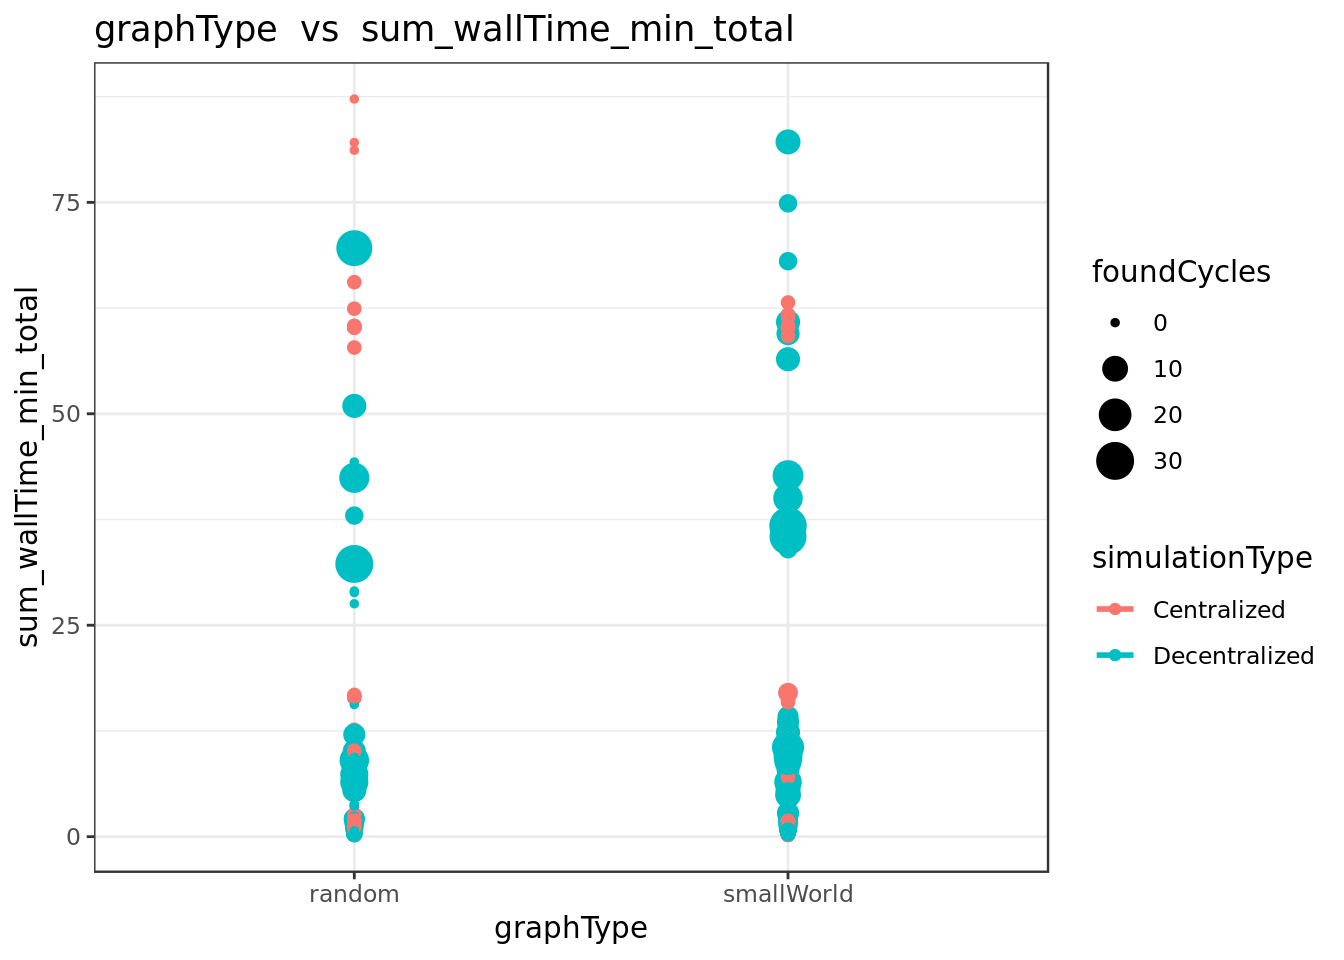 graphType  vs  sum_wallTime_min_total
sum_wallTime_min_total
75
50
25
0
random
smallWorld
graphType
foundCycles
0
10
20
30
simulationType
Centralized
Decentralized